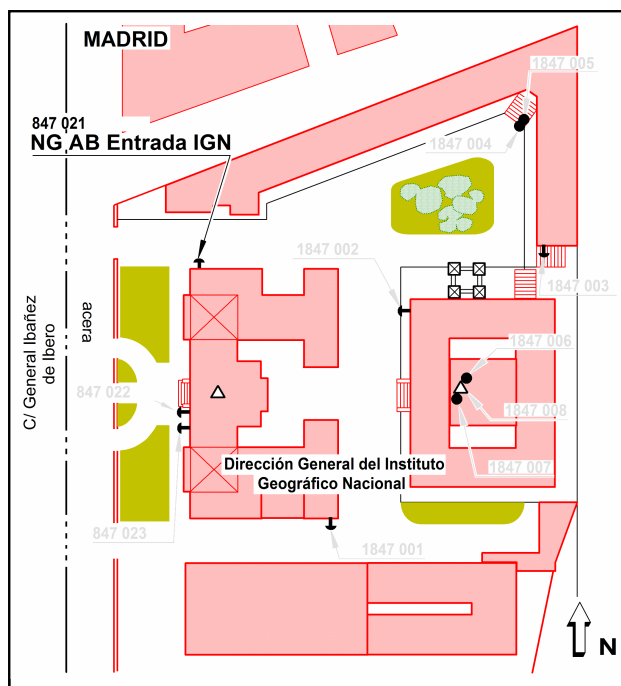 MADRID
1847 005
847 021
NG AB Entrada IGN
1847 004
1847 002
1847 003
C/ General Ibañez
de Ibero
acera
1847 006
847 022
1847 008
Dirección General del Instituto
Geográfico Nacional
1847 007
847 023
1847 001
N